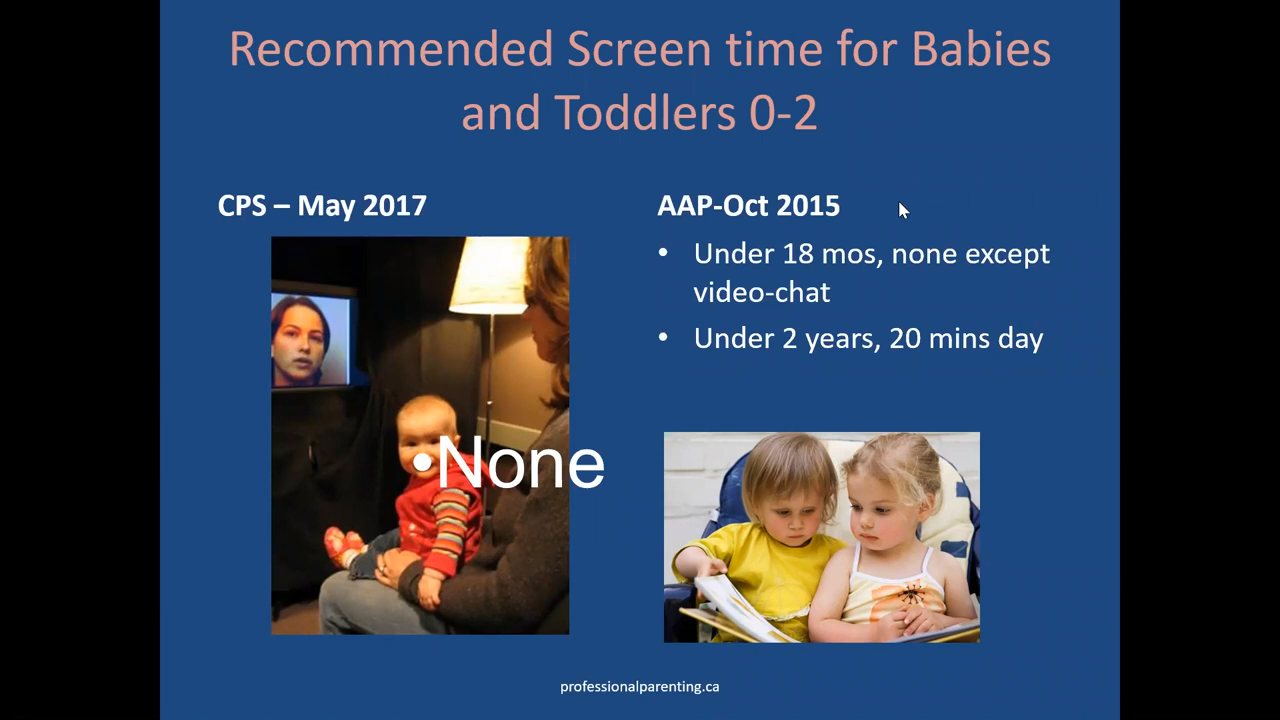 Recommended Screen time for Babies
and Toddlers 0-2
CPS – May 2017
•None
AAP-Oct 2015
• Under 18 mos, none except
video-chat
• Under 2 years, 20 mins day
professionalparenting.ca